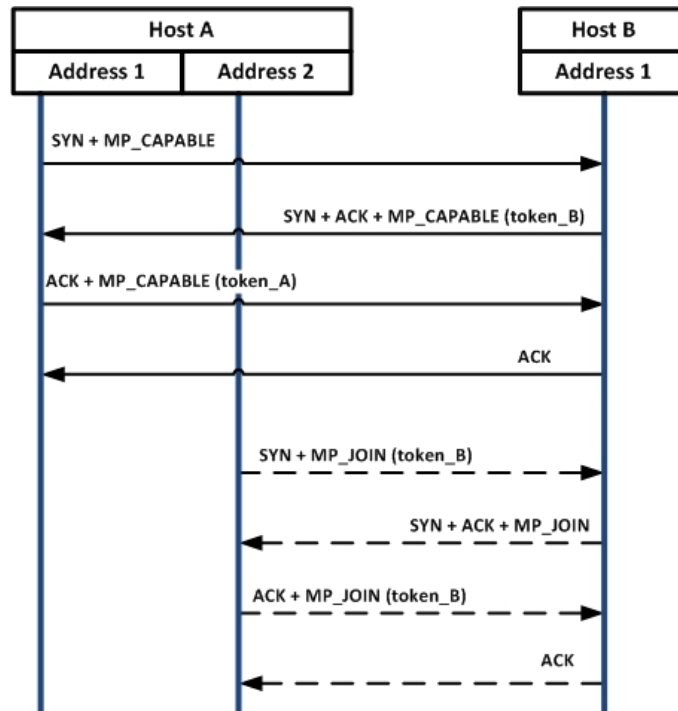 Host A
Host B
Address 1
Address 2
Address 1
SYN + MP_CAPABLE
SYN + ACK + MP_CAPABLE (token_B)
ACK + MP_CAPABLE (token_A)
ACK
SYN + MP_JOIN (token_B)
SYN + ACK + MP_JOIN
ACK + MP_JOIN (token_B)
ACK